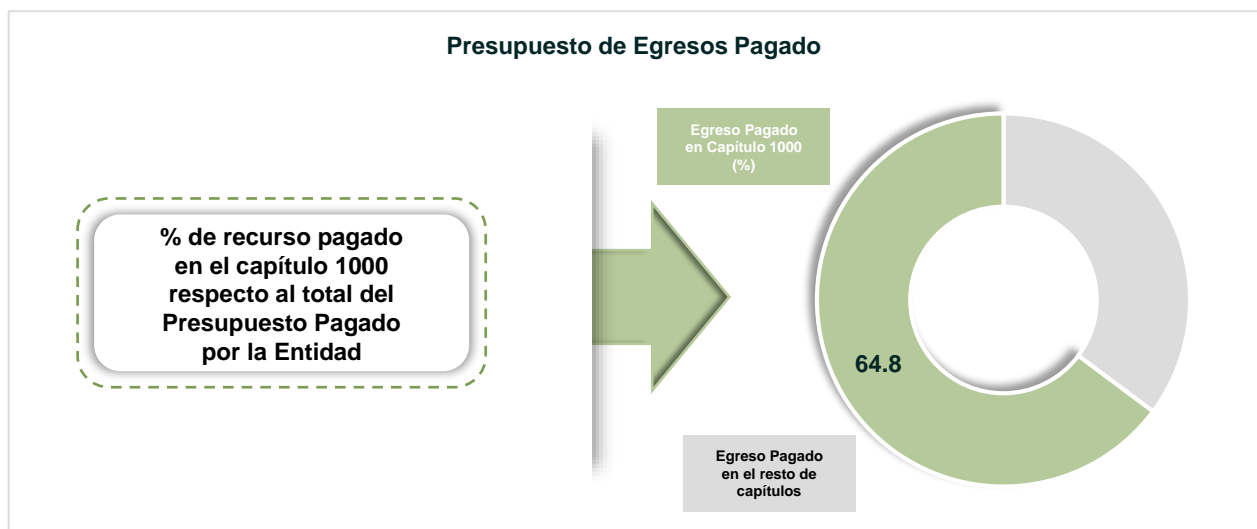 Presupuesto de Egresos Pagado
Egreso Pagado
en Capítulo 1000
(%)
% de recurso pagado
en el capítulo 1000
respecto al total del
Presupuesto Pagado
por la Entidad
64.8
Egreso Pagado
en el resto de
capítulos